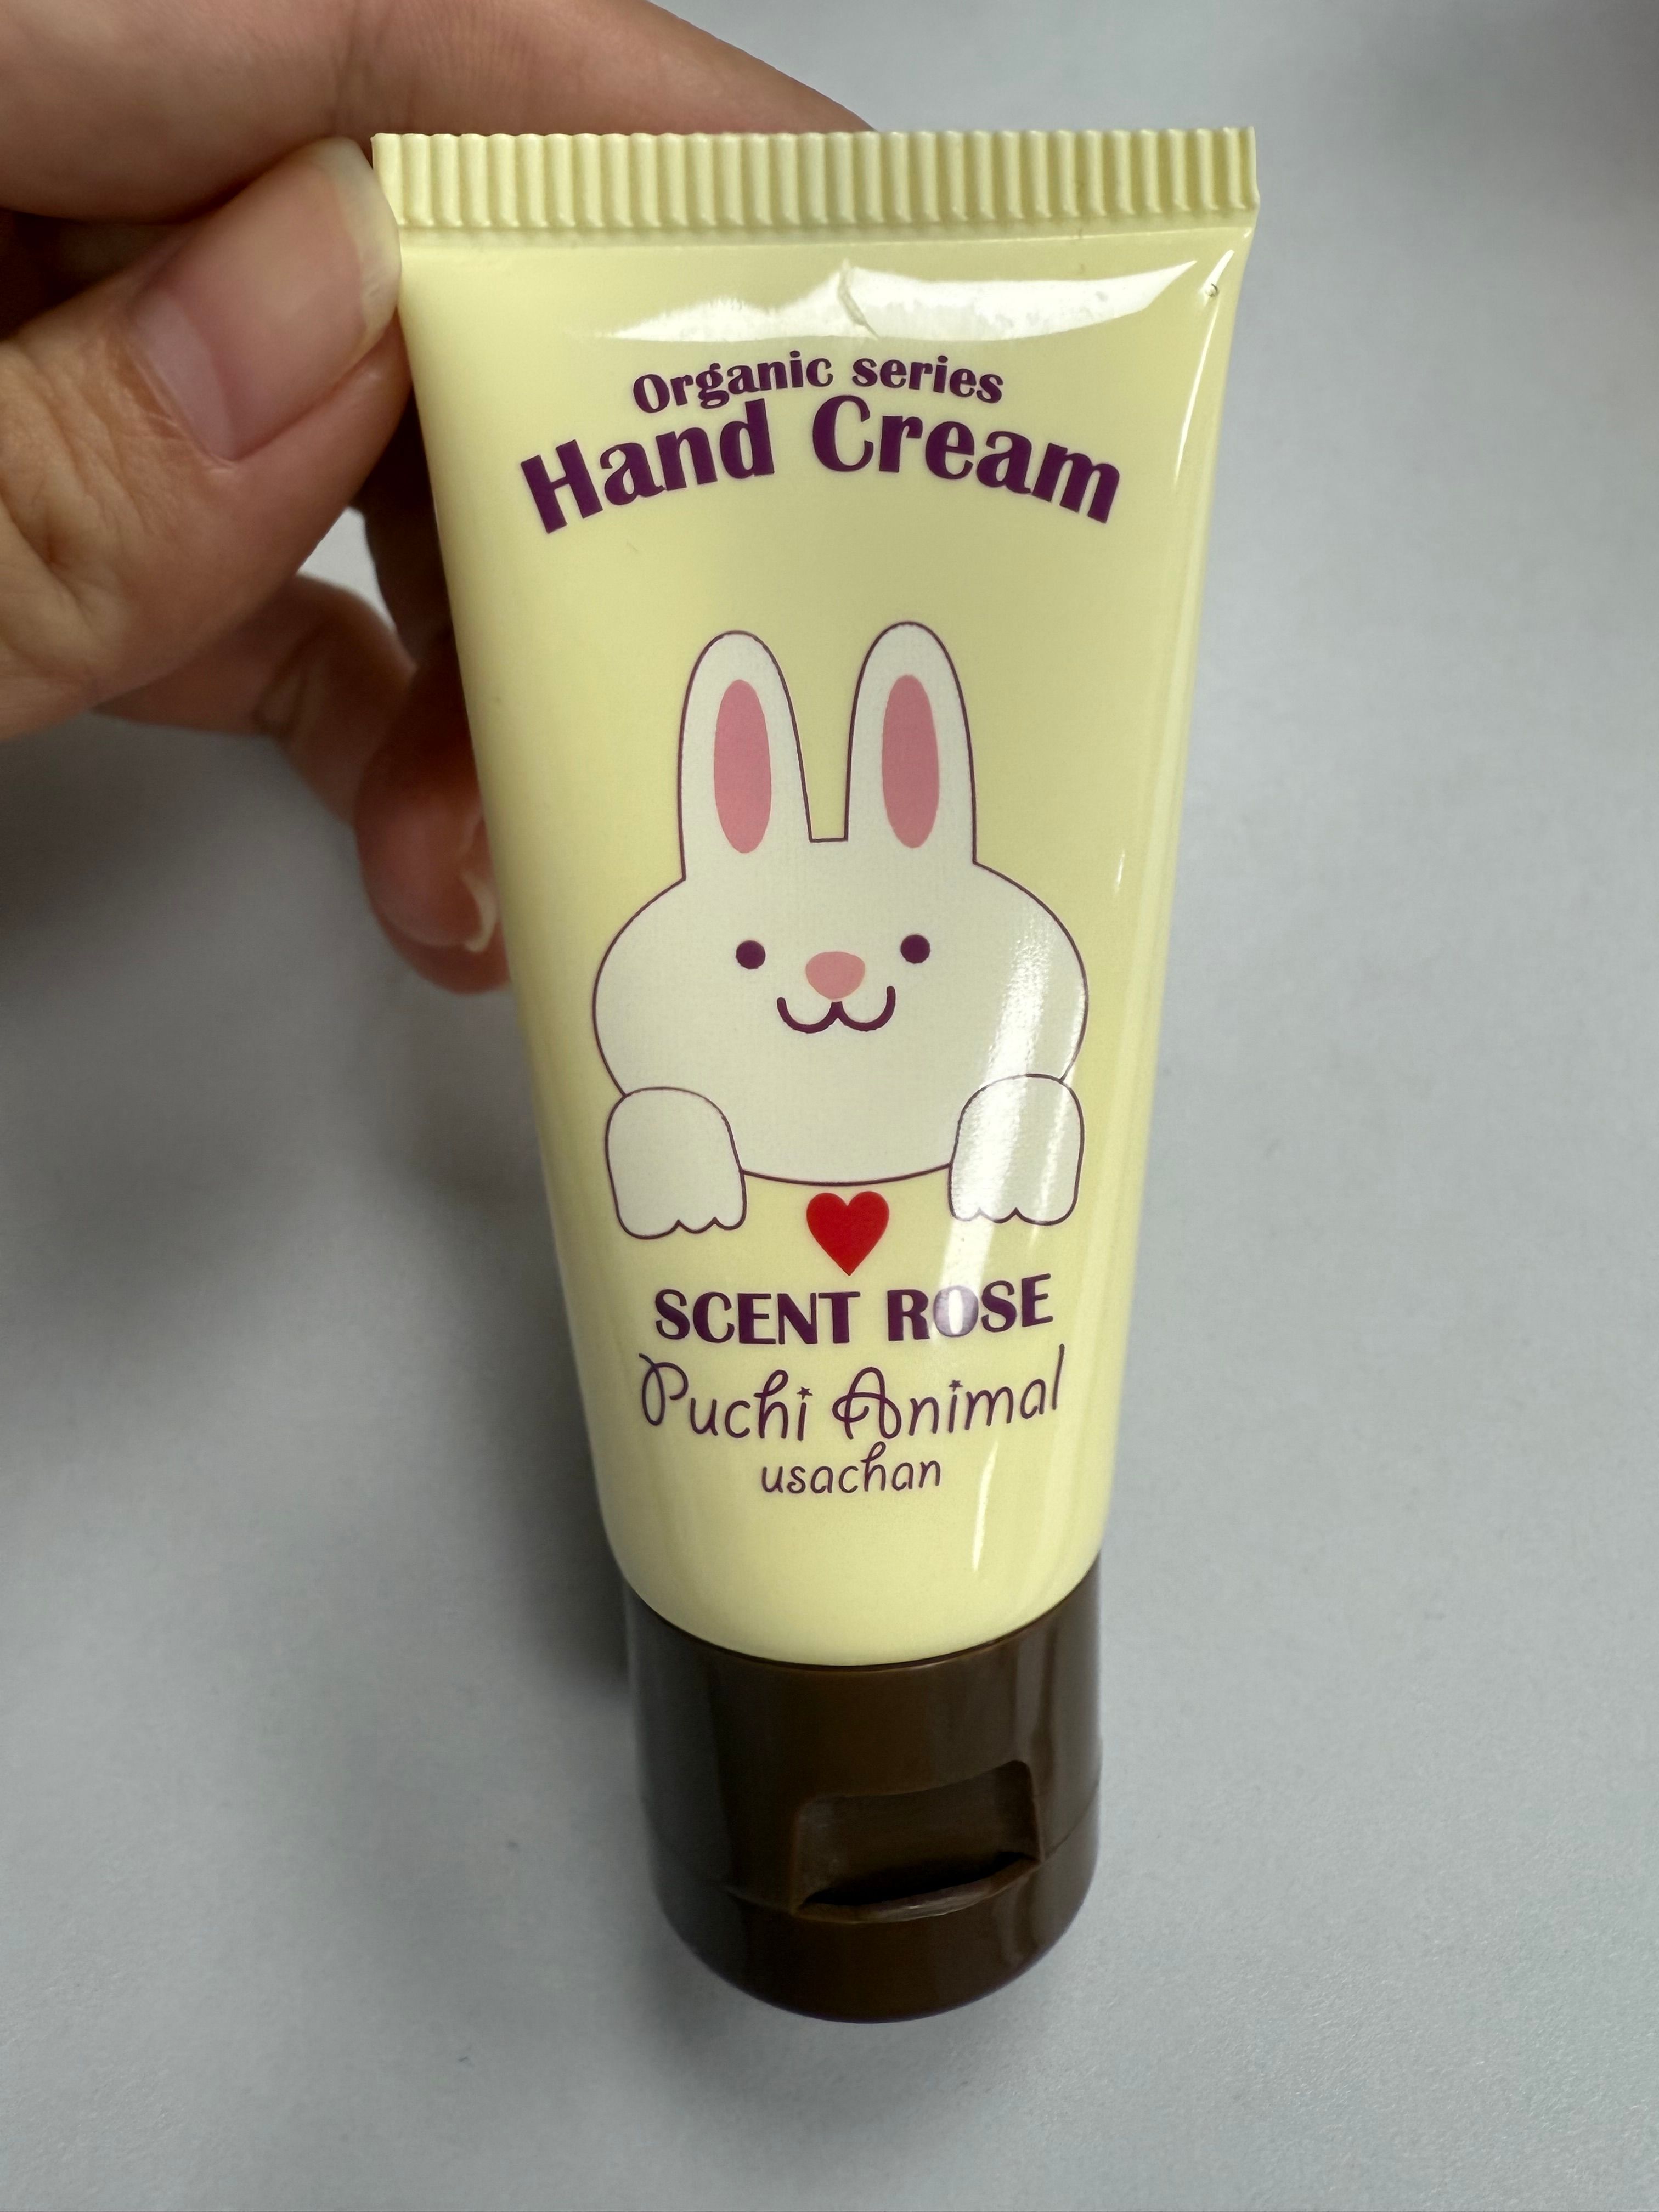 Organic series
Hand Cream
SCENT ROSE
Puchi Animal
usachan